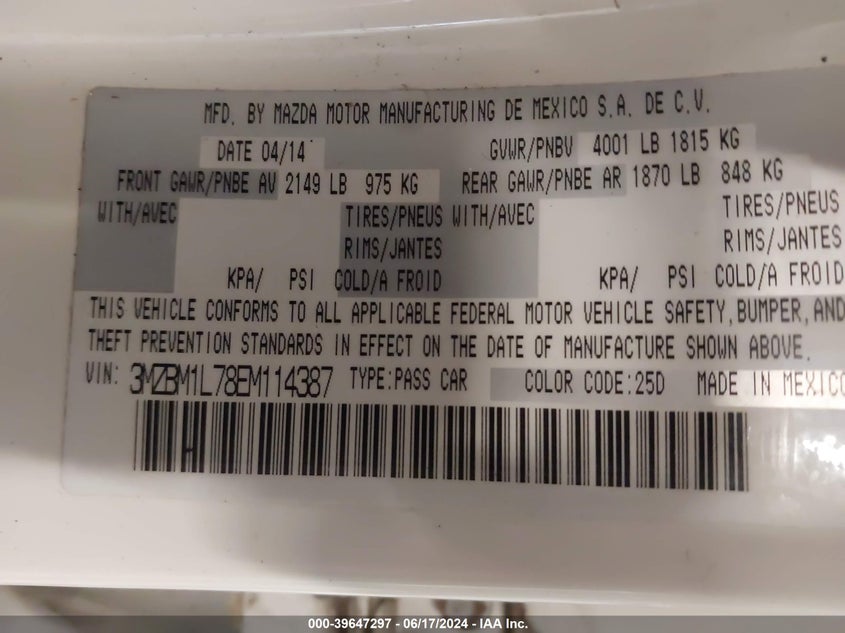 MFD. BY MAZDA MOTOR MANUFACTURING DE MEXICO S.A. DE C.V.
DATE 04/14 GVWR/PNBV 4001 LB 1815 KG
FRONT GAWR/PNBE AV 2149 LB 975 KG REAR GAWR/PNBE AR 1870 LB 848 KG
WITH/AVEC TIRES/PNEUS WITH/AVEC TIRES/PNEUS
RIMS/JANTES RIMS/JANTES
KPA/ PSI COLD/A FROID KPA/ PSI COLD/A FROID
THIS VEHICLE CONFORMS TO ALL APPLICABLE FEDERAL MOTOR VEHICLE SAFETY, BUMPER, AND
THEFT PREVENTION STANDARDS IN EFFECT ON THE DATE OF MANUFACTURE SHOWN ABOVE.
VIN: 3MZBM1L78EM114387 TYPE:PASS CAR COLOR CODE:25D MADE IN MEXICO
000-39647297 - 06/17/2024 - IAA Inc.